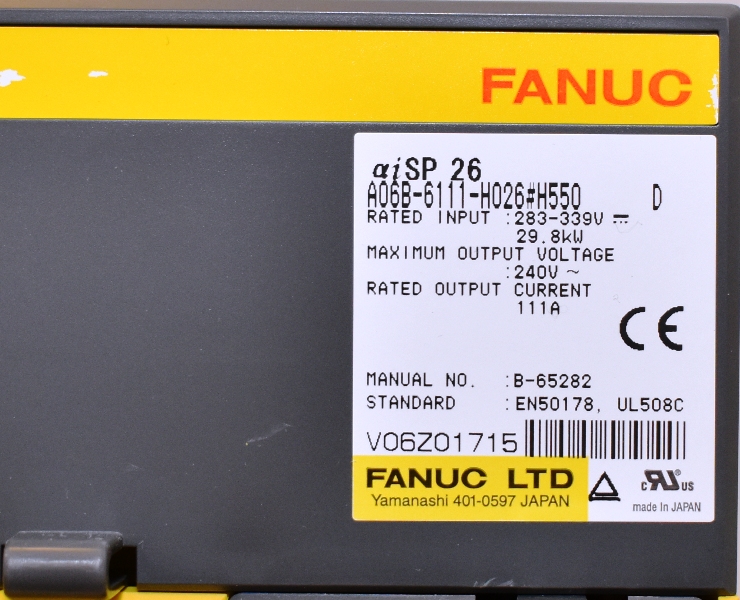 FANUC
αiSP 26
A06B-6111-H026#H550 D
RATED INPUT :283-339V ⎓
29.8kW
MAXIMUM OUTPUT VOLTAGE
:240V ~
RATED OUTPUT CURRENT
111A
CE
MANUAL NO. :B-65282
STANDARD :EN50178, UL508C
V06Z01715
FANUC LTD
Yamanashi 401-0597 JAPAN
c RU® US
made In JAPAN